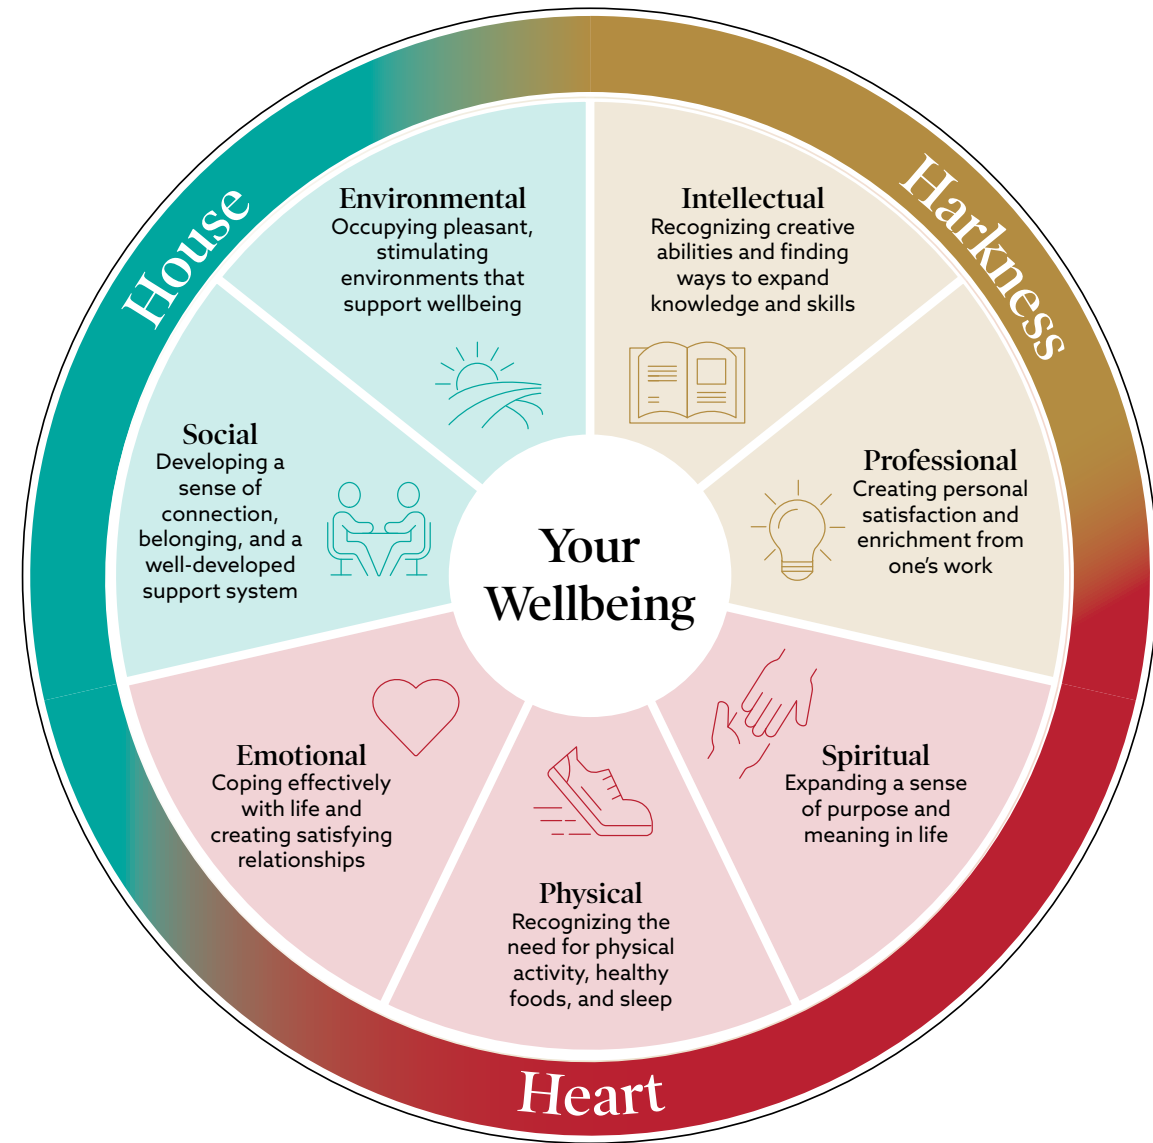 House
Harkness
Heart
Environmental
Occupying pleasant,
stimulating
environments that
support wellbeing
Intellectual
Recognizing creative
abilities and finding
ways to expand
knowledge and skills
Social
Developing a
sense of
connection,
belonging, and a
well-developed
support system
Professional
Creating personal
satisfaction and
enrichment from
one’s work
Your
Wellbeing
Emotional
Coping effectively
with life and
creating satisfying
relationships
Physical
Recognizing the
need for physical
activity, healthy
foods, and sleep
Spiritual
Expanding a sense
of purpose and
meaning in life